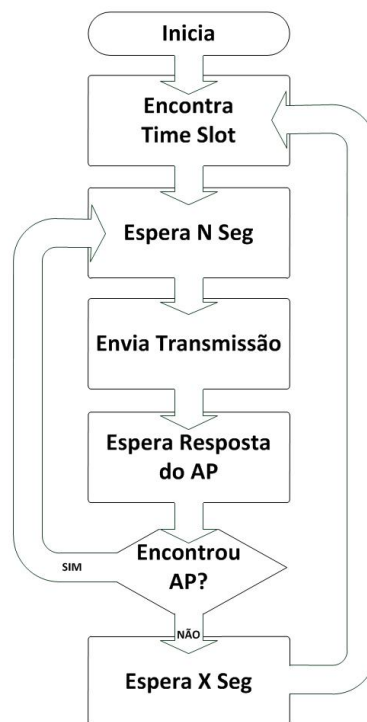 Inicia
Encontra
Time Slot
Espera N Seg
Envia Transmissão
Espera Resposta
do AP
Encontrou
AP?
SIM
NÃO
Espera X Seg